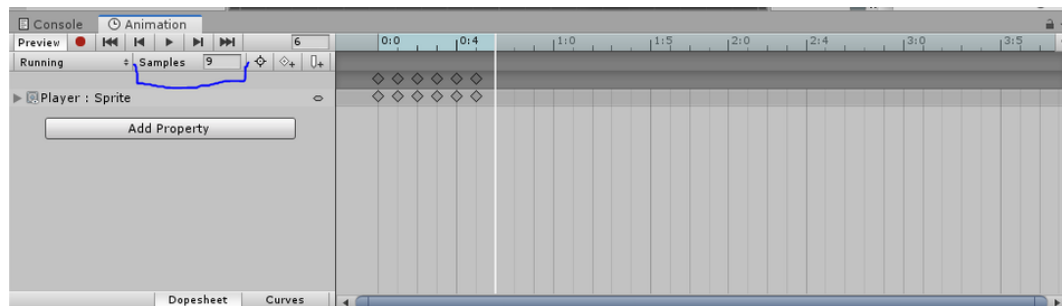 Console Animation
Preview 6 0:0 0:4 1:0 1:5 2:0 2:4 3:0 3:5
Running Samples 9
Player : Sprite
Add Property
Dopesheet Curves